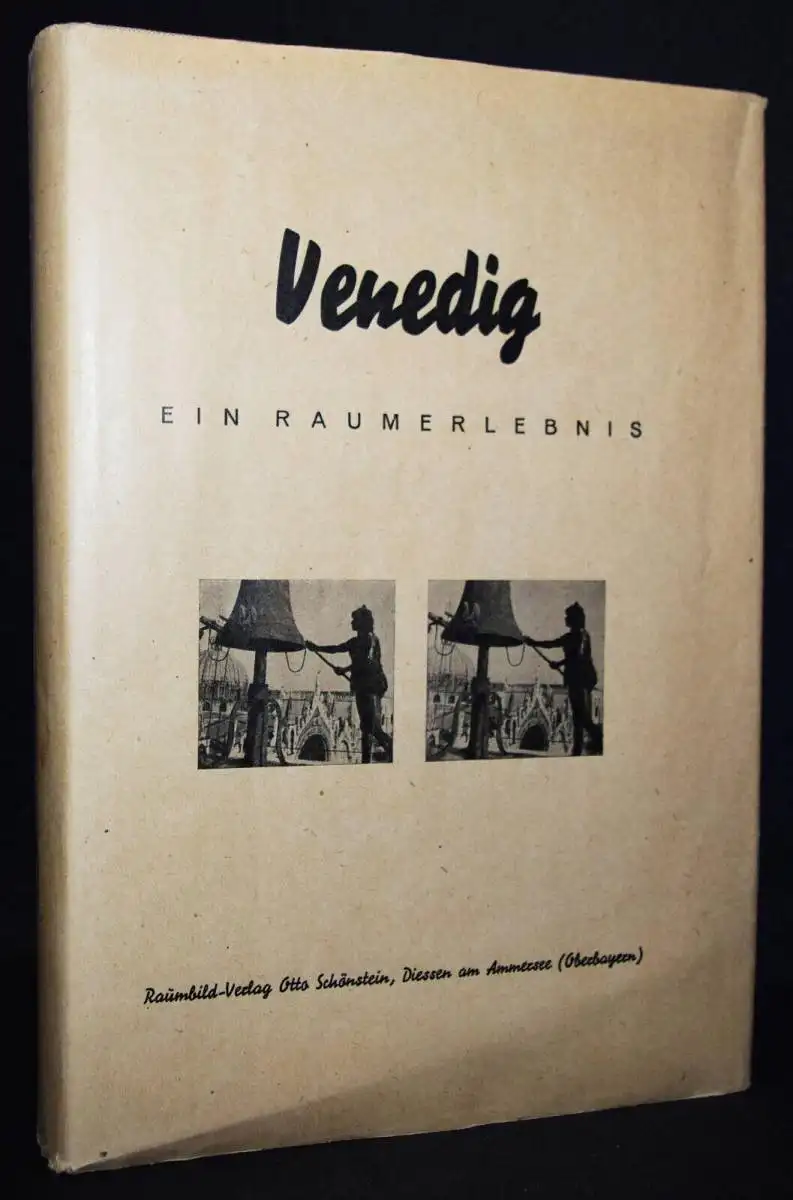 Venedig
EIN RAUMERLEBNIS
Raumbild-Verlag Otto Schönstein, Diessen am Ammersee (Oberbayern)